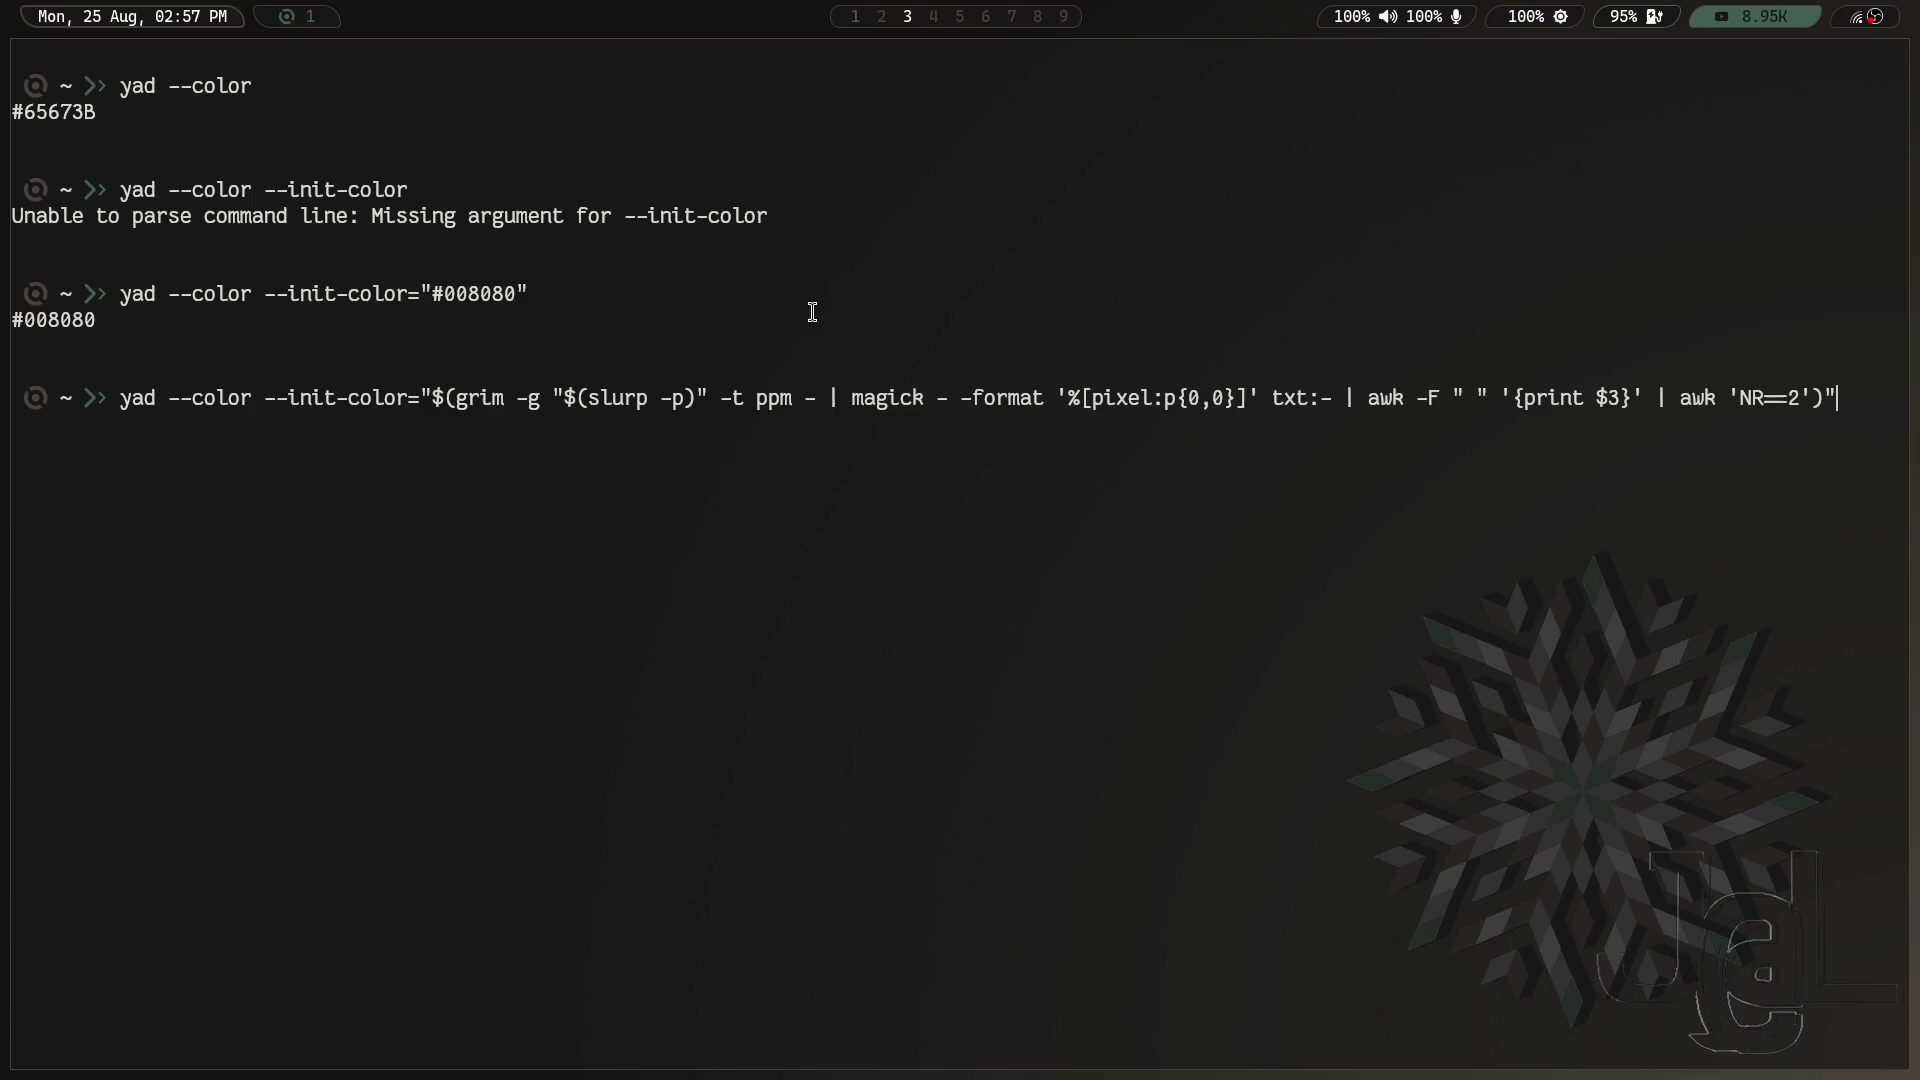 Mon, 25 Aug, 02:57 PM 1 1 2 3 4 5 6 7 8 9 100% 100% 100% 95% 8.95K
~ yad --color
#65673B
~ yad --color --init-color
Unable to parse command line: Missing argument for --init-color
~ yad --color --init-color="#008080"
#008080
~ yad --color --init-color="$(grim -g "$(slurp -p)" -t ppm - | magick - -format '%[pixel:p{0,0}]' txt:- | awk -F " " '{print $3}' | awk 'NR==2')"
J@L